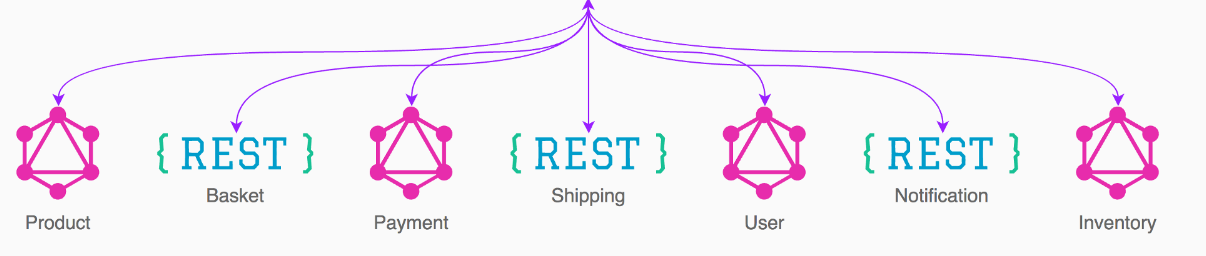 { REST }
{ REST }
{ REST }
Product
Basket
Payment
Shipping
User
Notification
Inventory